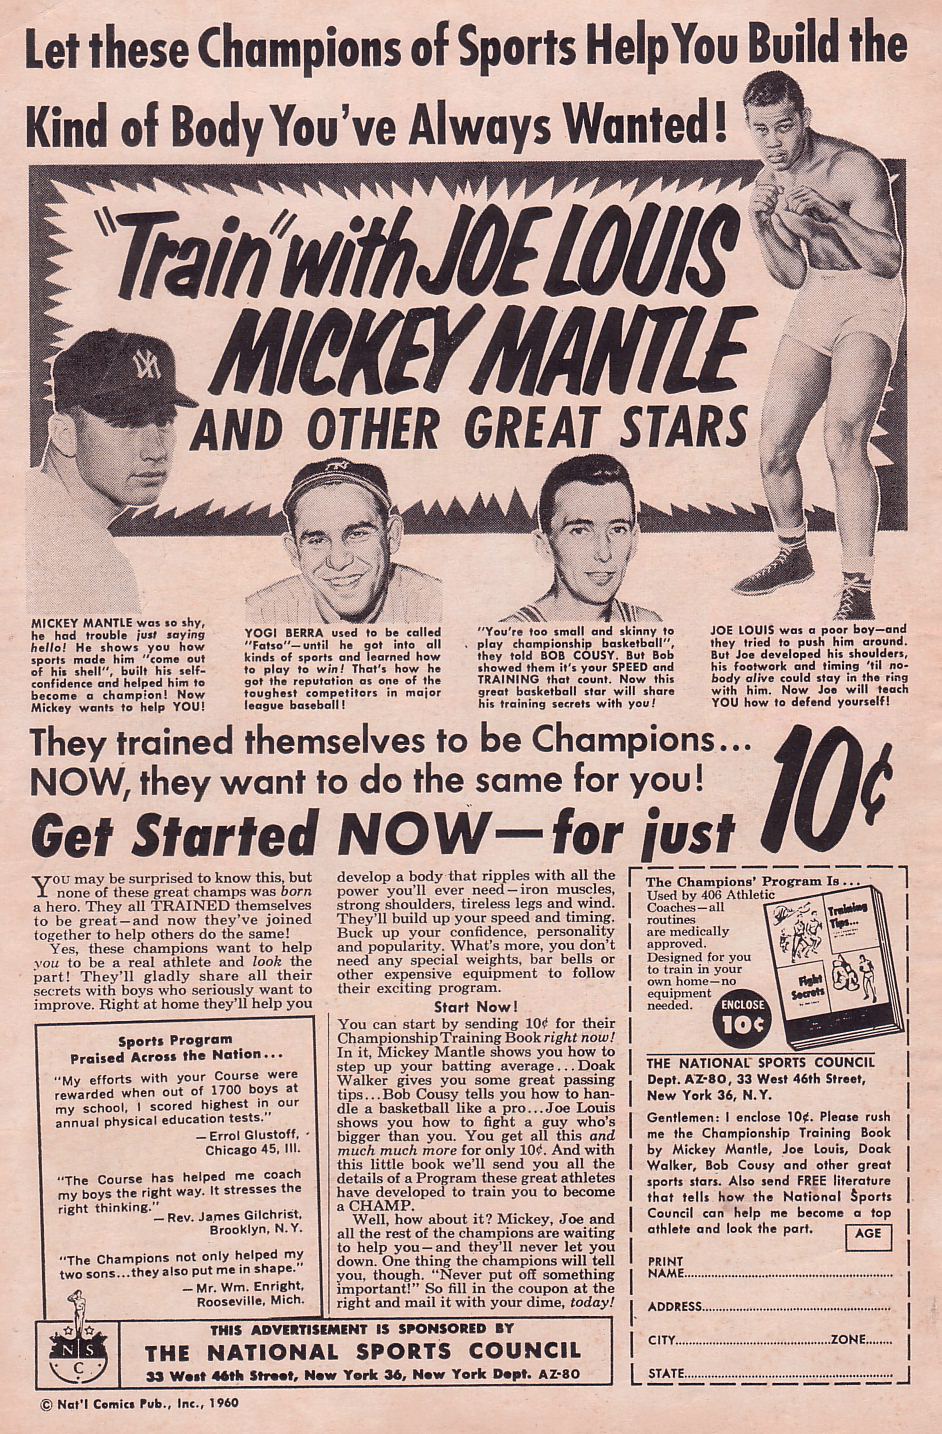 Let these Champions of Sports Help You Build the
Kind of Body You've Always Wanted!
"Train" with JOE LOUIS
MICKEY MANTLE
AND OTHER GREAT STARS
MICKEY MANTLE was so shy,
he had trouble just saying
hello! He shows you how
sports made him "come out
of his shell", built his self-
confidence and helped him to
become a champion! Now
Mickey wants to help YOU!
YOGI BERRA used to be called
"Fatso"—until he got into all
kinds of sports and learned how
to play to win! That's how he
got the reputation as one of the
toughest competitors in major
league baseball!
"You're too small and skinny to
play championship basketball",
they told BOB COUSY. But Bob
showed them it's your SPEED and
TRAINING that count. Now this
great basketball star will share
his training secrets with you!
JOE LOUIS was a poor boy—and
they tried to push him around.
But Joe developed his shoulders,
his footwork and timing 'til no-
body alive could stay in the ring
with him. Now Joe will teach
YOU how to defend yourself!
They trained themselves to be Champions...
NOW, they want to do the same for you!
Get Started NOW—for just 10¢
YOU may be surprised to know this, but
none of these great champs was born
a hero. They all TRAINED themselves
to be great—and now they've joined
together to help others do the same!
Yes, these champions want to help
you to be a real athlete and look the
part! They'll gladly share all their
secrets with boys who seriously want to
improve. Right at home they'll help you
Sports Program
Praised Across the Nation...
"My efforts with your Course were
rewarded when out of 1700 boys at
my school, I scored highest in our
annual physical education tests."
—Errol Glustoff,
Chicago 45, Ill.
"The Course has helped me coach
my boys the right way. It stresses the
right thinking."
—Rev. James Gilchrist,
Brooklyn, N.Y.
"The Champions not only helped my
two sons...they also put me in shape."
—Mr. Wm. Enright,
Rooseville, Mich.
develop a body that ripples with all the
power you'll ever need—iron muscles,
strong shoulders, tireless legs and wind.
They'll build up your speed and timing.
Buck up your confidence, personality
and popularity. What's more, you don't
need any special weights, bar bells or
other expensive equipment to follow
their exciting program.
Start Now!
You can start by sending 10¢ for their
Championship Training Book right now!
In it, Mickey Mantle shows you how to
step up your batting average...Doak
Walker gives you some great passing
tips...Bob Cousy tells you how to han-
dle a basketball like a pro...Joe Louis
shows you how to fight a guy who's
bigger than you. You get all this and
much much more for only 10¢. And with
this little book we'll send you all the
details of a Program these great athletes
have developed to train you to become
a CHAMP.
Well, how about it? Mickey, Joe and
all the rest of the champions are waiting
to help you—and they'll never let you
down. One thing the champions will tell
you, though. "Never put off something
important!" So fill in the coupon at the
right and mail it with your dime, today!
The Champions' Program Is...
Used by 406 Athletic
Coaches—all
routines
are medically
approved.
Designed for you
to train in your
own home—no
equipment
needed.
Training
Tips...
Fight
Secrets
ENCLOSE
10¢
THE NATIONAL SPORTS COUNCIL
Dept. AZ-80, 33 West 46th Street,
New York 36, N.Y.
Gentlemen: I enclose 10¢. Please rush
me the Championship Training Book
by Mickey Mantle, Joe Louis, Doak
Walker, Bob Cousy and other great
sports stars. Also send FREE literature
that tells how the National Sports
Council can help me become a top
athlete and look the part.
AGE
PRINT
NAME
ADDRESS
CITY ZONE
STATE
NSC
THIS ADVERTISEMENT IS SPONSORED BY
THE NATIONAL SPORTS COUNCIL
33 West 46th Street, New York 36, New York Dept. AZ-80
© Nat'l Comics Pub., Inc., 1960